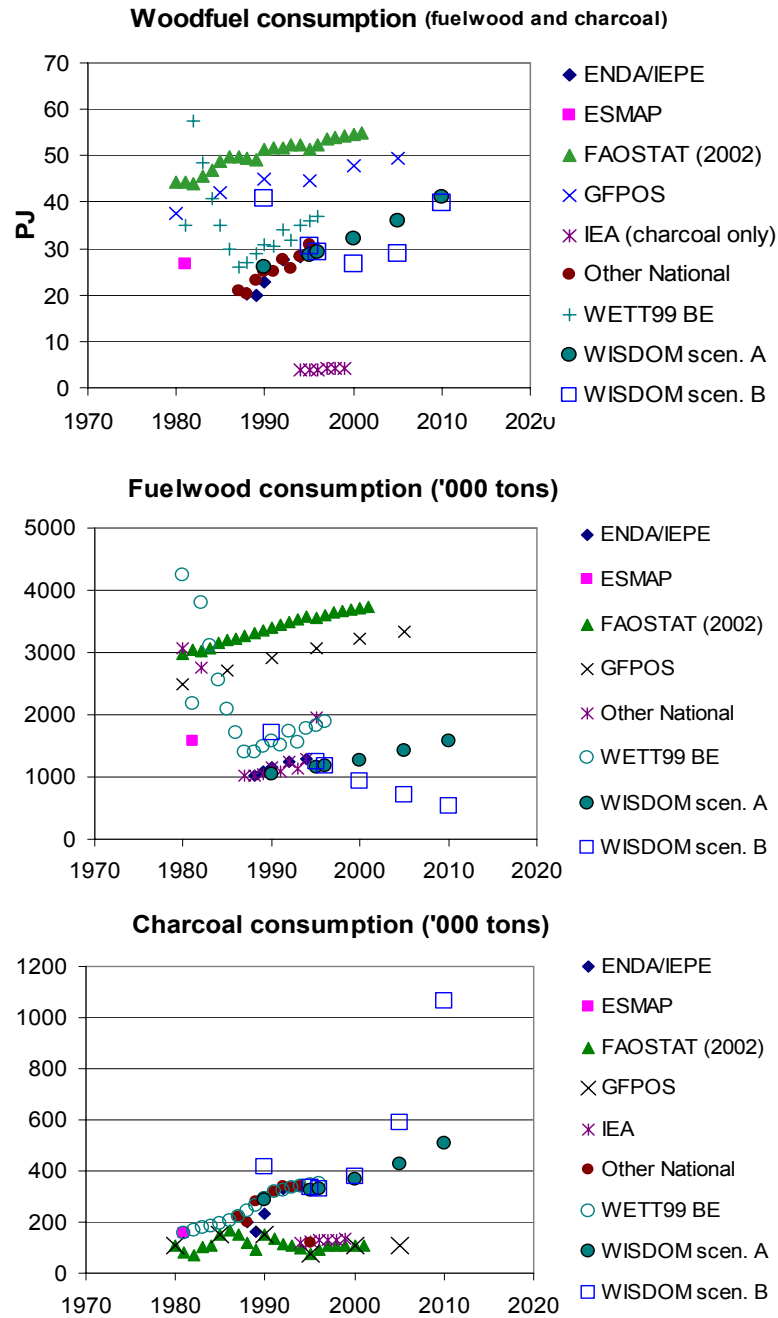 Woodfuel consumption (fuelwood and charcoal)
PJ
70
60
50
40
30
20
10
0
1970 1980 1990 2000 2010 2020
ENDA/IEPE
ESMAP
FAOSTAT (2002)
GFPOS
IEA (charcoal only)
Other National
WETT99 BE
WISDOM scen. A
WISDOM scen. B
Fuelwood consumption ('000 tons)
5000
4000
3000
2000
1000
0
1970 1980 1990 2000 2010 2020
ENDA/IEPE
ESMAP
FAOSTAT (2002)
GFPOS
Other National
WETT99 BE
WISDOM scen. A
WISDOM scen. B
Charcoal consumption ('000 tons)
1200
1000
800
600
400
200
0
1970 1980 1990 2000 2010 2020
ENDA/IEPE
ESMAP
FAOSTAT (2002)
GFPOS
IEA
Other National
WETT99 BE
WISDOM scen. A
WISDOM scen. B